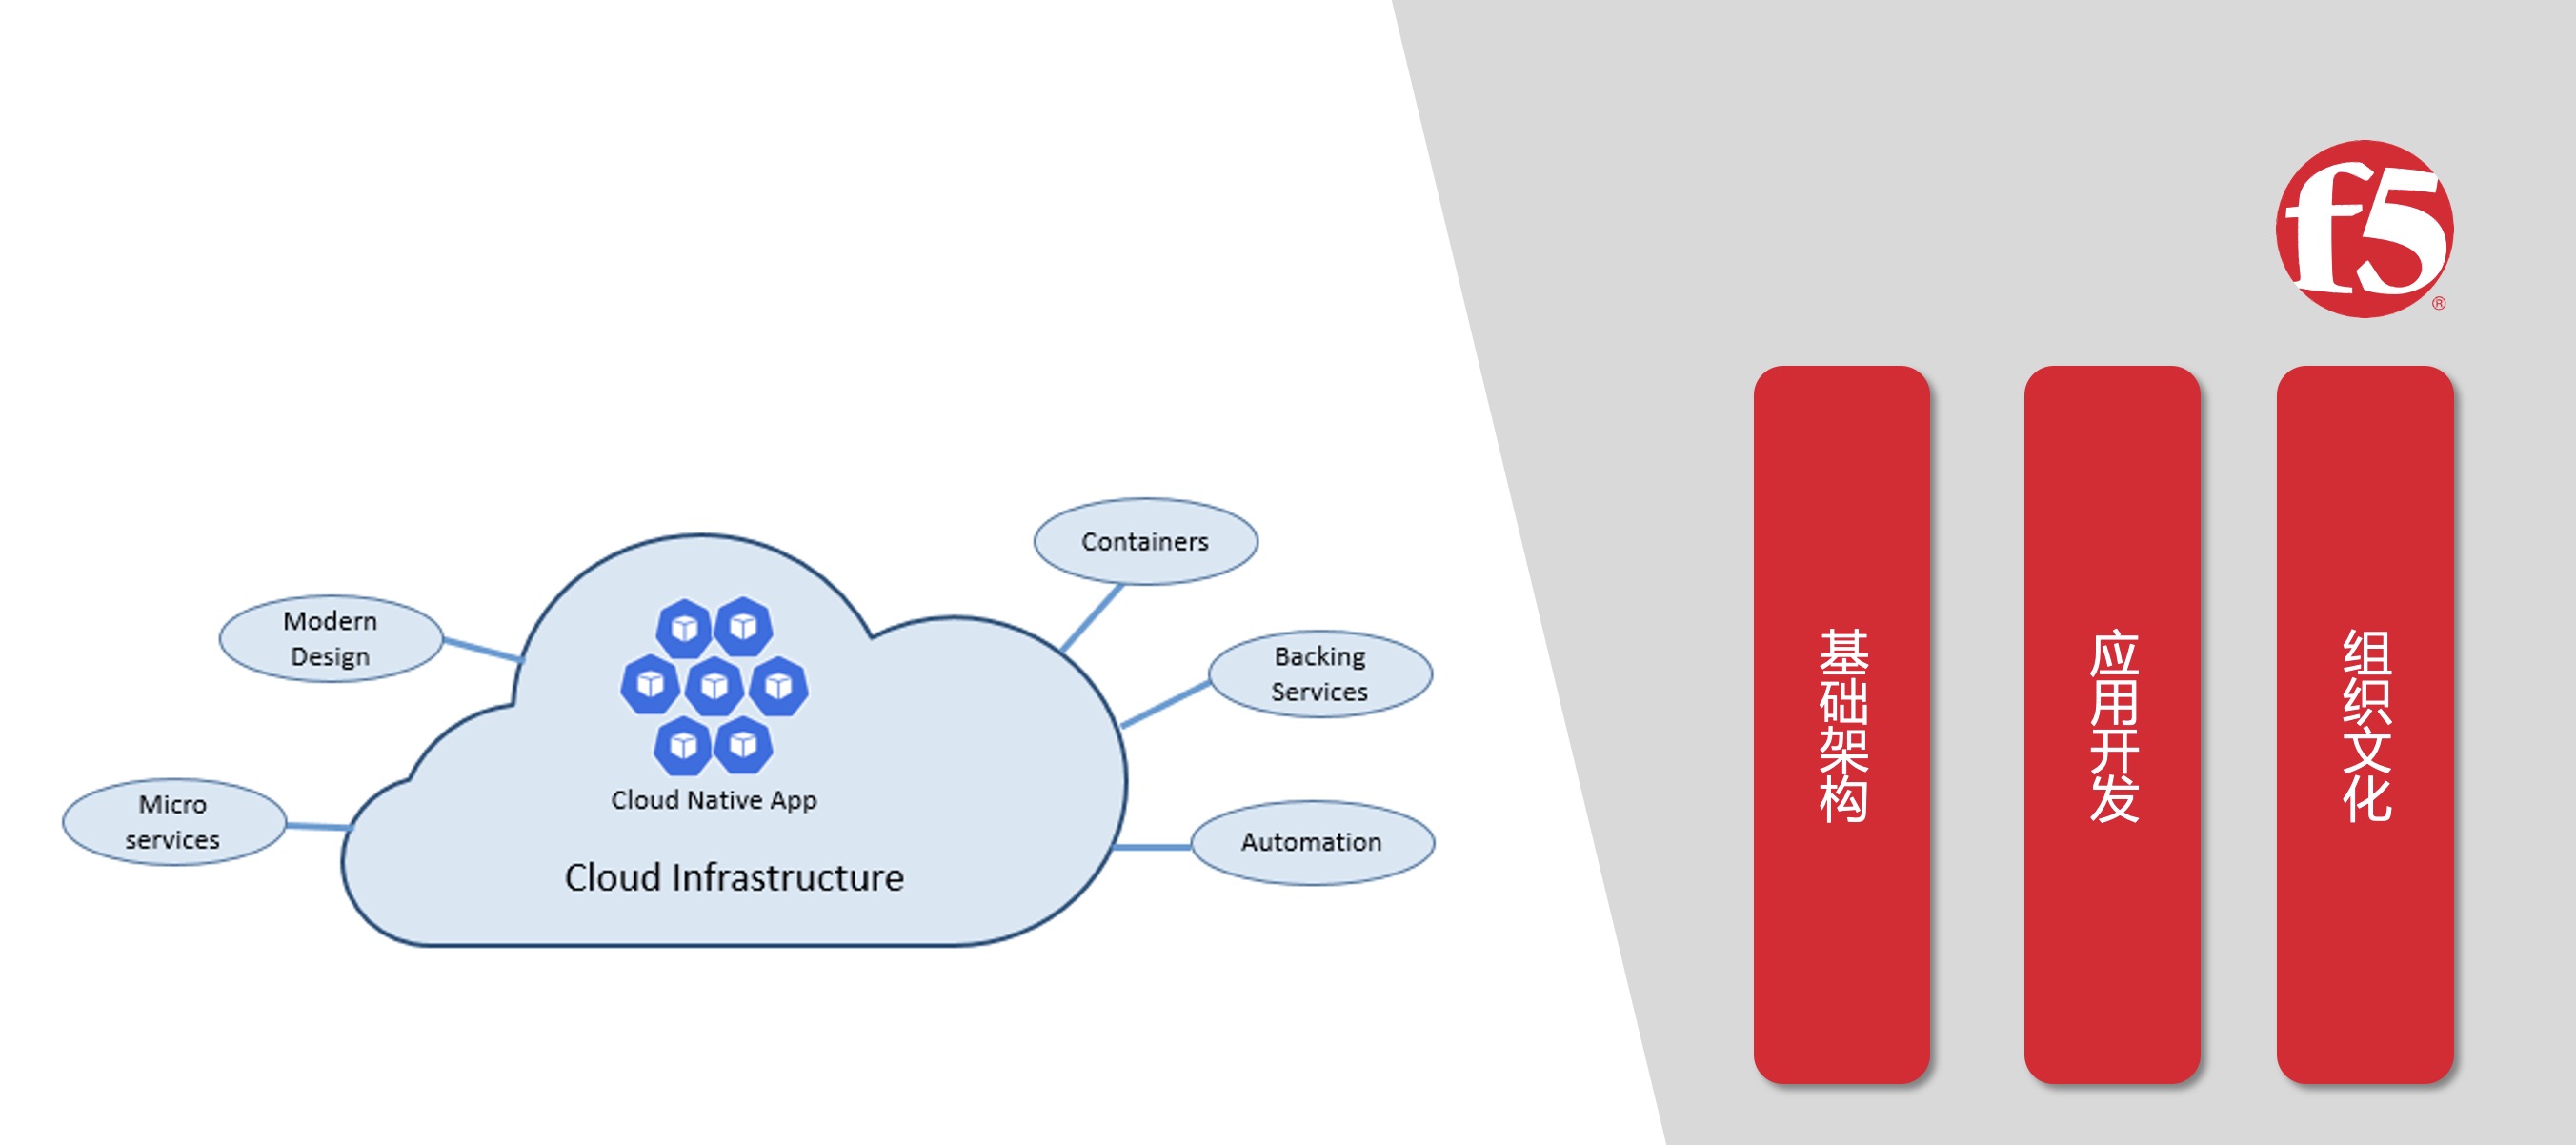 Containers
Modern
Design
Backing
Services
Micro
services
Automation
Cloud Native App
Cloud Infrastructure
f5
®
基础架构
应用开发
组织文化